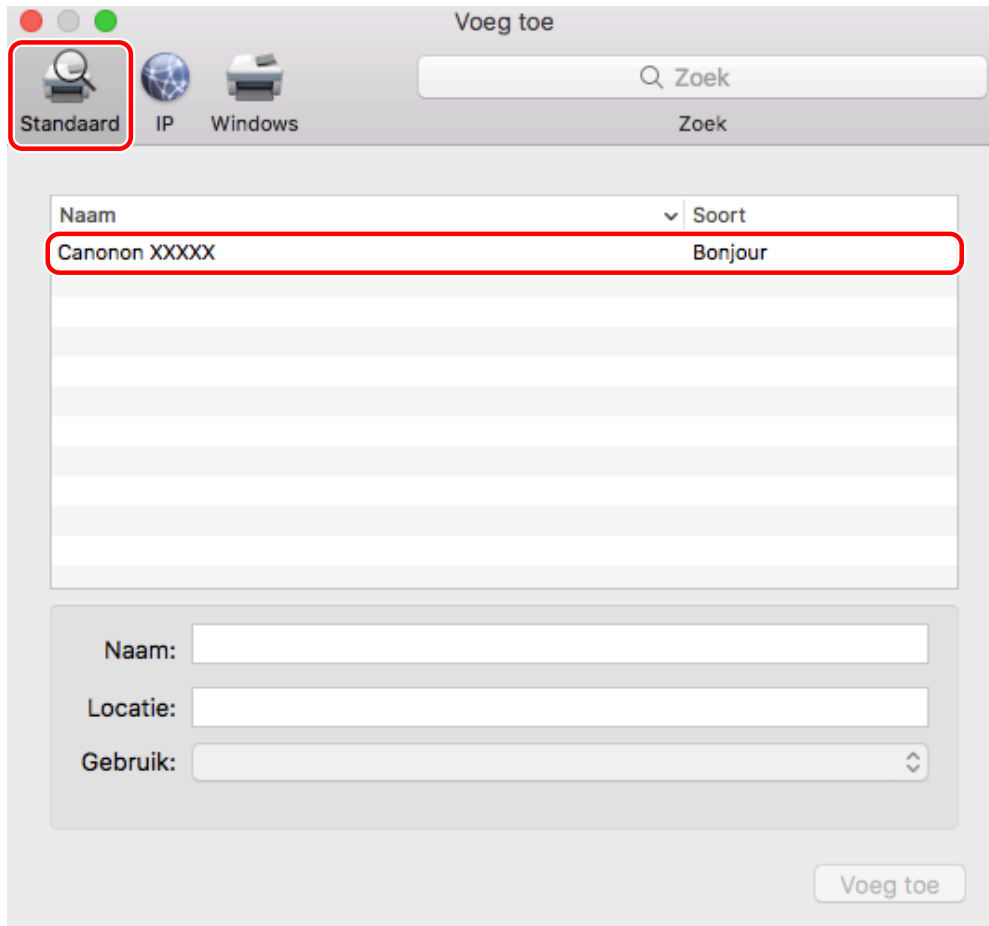 Voeg toe
Zoek
Standaard IP Windows Zoek
Naam Soort
Canonon XXXXX Bonjour
Naam:
Locatie:
Gebruik:
Voeg toe